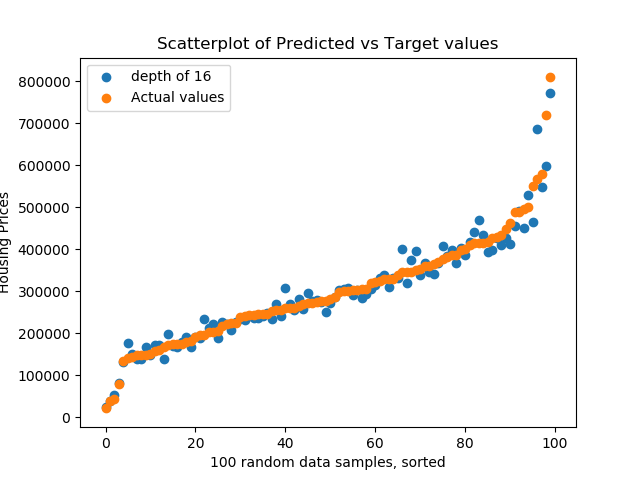 Scatterplot of Predicted vs Target values
depth of 16
Actual values
800000
700000
600000
500000
400000
300000
200000
100000
0
Housing Prices
0 20 40 60 80 100
100 random data samples, sorted